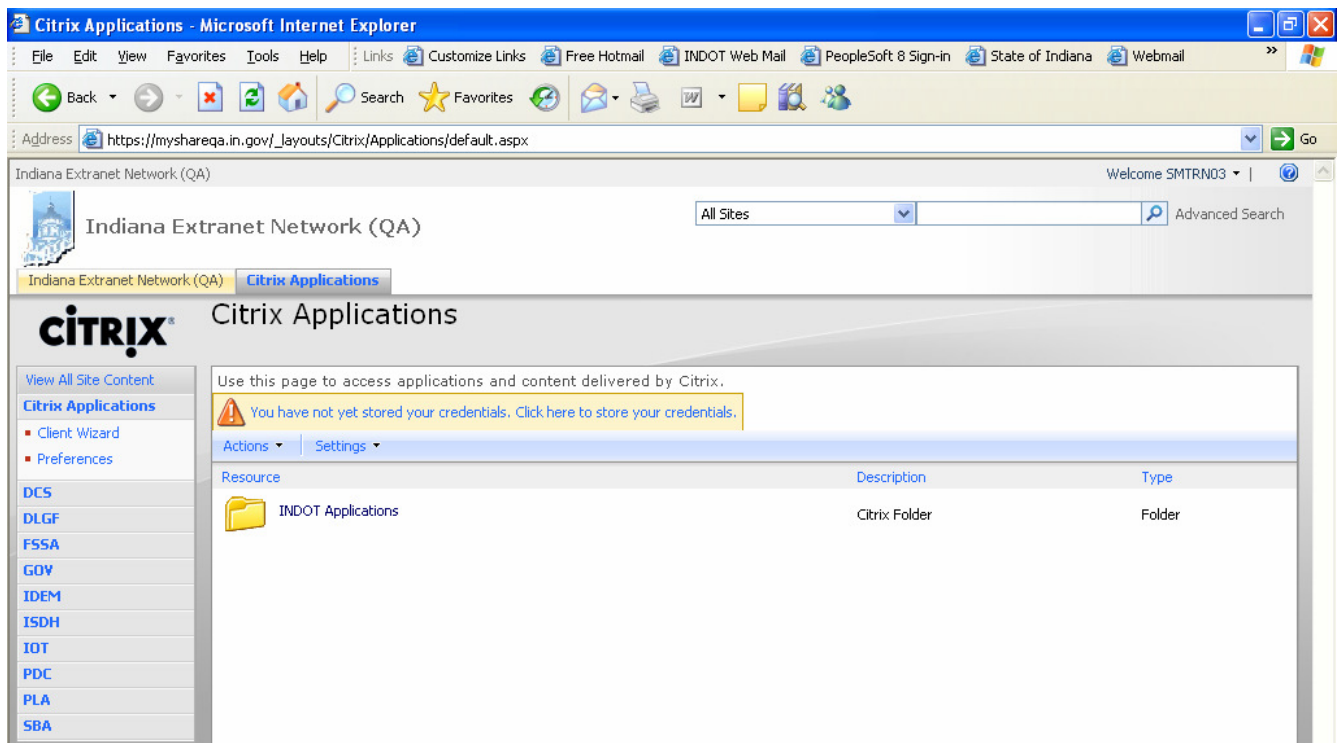 Citrix Applications - Microsoft Internet Explorer
File Edit View Favorites Tools Help Links Customize Links Free Hotmail INDOT Web Mail PeopleSoft 8 Sign-in State of Indiana Webmail »
Back Search Favorites
Address https://myshareqa.in.gov/_layouts/Citrix/Applications/default.aspx Go
Indiana Extranet Network (QA) Welcome SMTRN03 |
Indiana Extranet Network (QA) All Sites Advanced Search
Indiana Extranet Network (QA) Citrix Applications
CITRIX® Citrix Applications
View All Site Content
Use this page to access applications and content delivered by Citrix.
Citrix Applications
You have not yet stored your credentials. Click here to store your credentials.
Client Wizard
Actions Settings
Preferences
Resource Description Type
DCS
INDOT Applications Citrix Folder Folder
DLGF
FSSA
GOV
IDEM
ISDH
IOT
PDC
PLA
SBA